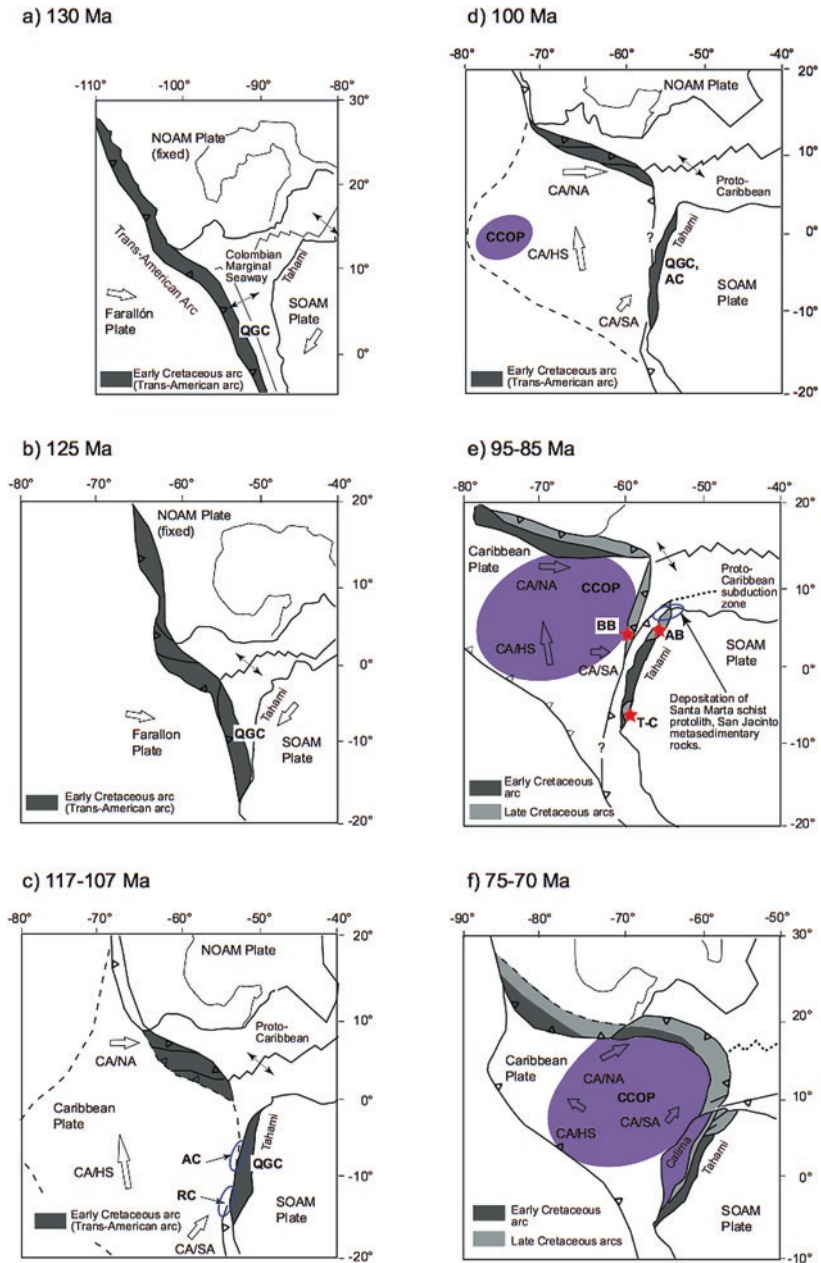 a) 130 Ma
-110° -100° -90° -80°
30°
20°
10°
0°
NOAM Plate
(fixed)
Trans-American Arc
Colombian
Marginal
Seaway
Tahami
Farallón
Plate
QGC
SOAM
Plate
Early Cretaceous arc
(Trans-American arc)
b) 125 Ma
-70° -60° -50° -40°
20°
10°
0°
-10°
-20°
NOAM Plate
(fixed)
Tahami
Farallon
Plate
QGC
SOAM
Plate
Early Cretaceous arc
(Trans-American arc)
c) 117-107 Ma
-80° -70° -60° -50° -40°
20°
10°
0°
-10°
-20°
NOAM Plate
Proto-
Caribbean
CA/NA
Caribbean
Plate
Tahami
AC
QGC
CA/HS
RC
SOAM
Plate
CA/SA
Early Cretaceous arc
(Trans-American arc)
d) 100 Ma
-80° -70° -60° -50° -40°
20°
10°
0°
-10°
-20°
NOAM Plate
CA/NA
Proto-
Caribbean
CCOP
CA/HS
?
Tahami
QGC,
AC
SOAM
Plate
CA/SA
Early Cretaceous arc
(Trans-American arc)
e) 95-85 Ma
-80° -70° -60° -50° -40°
20°
10°
0°
-10°
-20°
Caribbean
Plate
CA/NA
CCOP
Proto-
Caribbean
subduction
zone
BB
AB
CA/HS
CA/SA
Tahami
SOAM
Plate
T-C
Depositation of
Santa Marta schist
protolith, San Jacinto
metasedimentary
rocks.
?
Early Cretaceous
arc
Late Cretaceous arcs
f) 75-70 Ma
-90° -80° -70° -60° -50°
30°
20°
10°
0°
-10°
Caribbean
Plate
CA/NA
CCOP
CA/SA
CA/HS
Calima
Tahami
Early Cretaceous
arc
Late Cretaceous arcs
SOAM
Plate